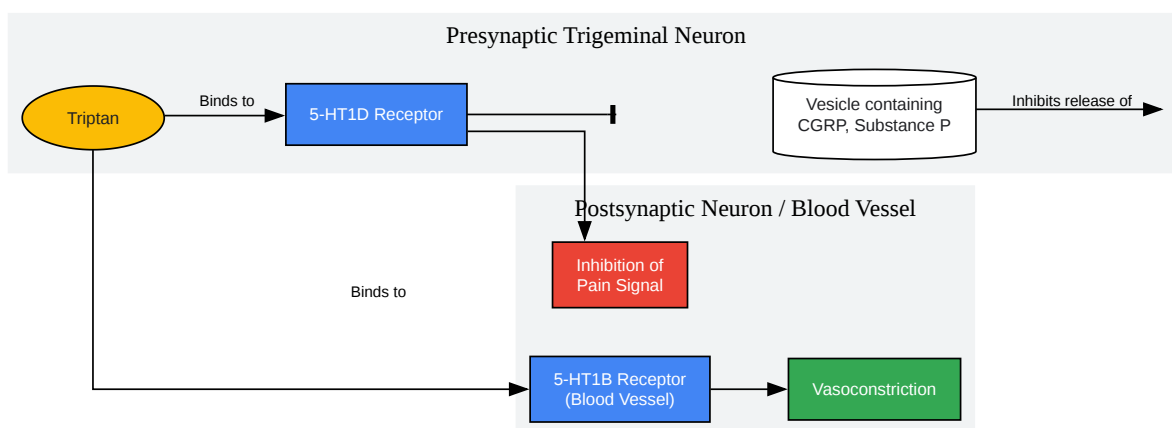 Presynaptic Trigeminal Neuron
Triptan
Binds to
5-HT1D Receptor
Vesicle containing
CGRP, Substance P
Inhibits release of
Postsynaptic Neuron / Blood Vessel
Inhibition of
Pain Signal
Binds to
5-HT1B Receptor
(Blood Vessel)
Vasoconstriction